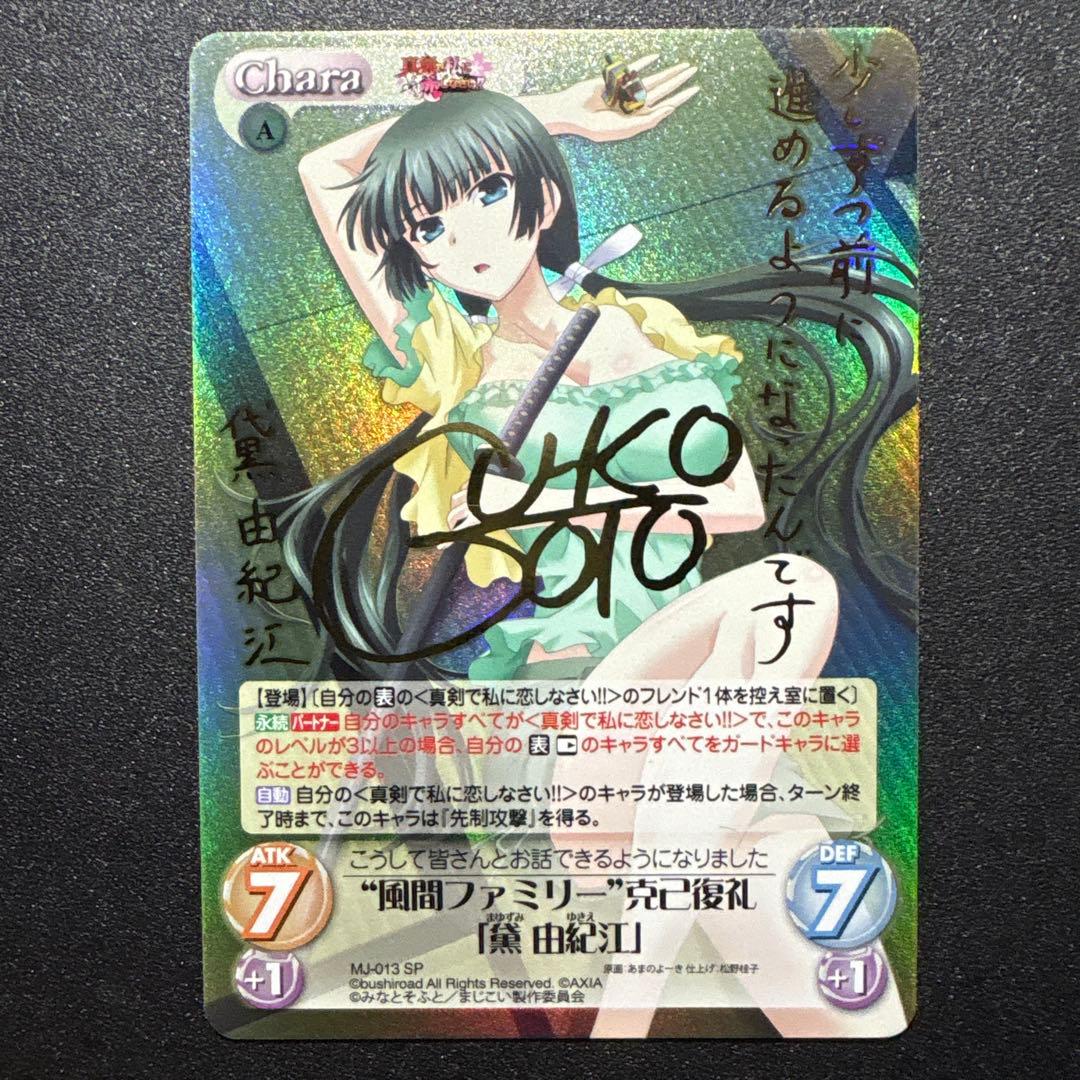 Chara
A
少しずつ前に
進めるようになったんです
黛由紀江
【登場】〔自分の表の<真剣で私に恋しなさい!!>のフレンド1体を控え室に置く〕
永続 パートナー 自分のキャラすべてが<真剣で私に恋しなさい!!>で、このキャラ
のレベルが3以上の場合、自分の 表 のキャラすべてをガードキャラに選
ぶことができる。
自動 自分の<真剣で私に恋しなさい!!>のキャラが登場した場合、ターン終
了時まで、このキャラは『先制攻撃』を得る。
ATK
7
+1
こうして皆さんとお話できるようになりました
“風間ファミリー”克己復礼
まゆずみ ゆきえ
「黛 由紀江」
DEF
7
+1
MJ-013 SP
原画:あまのよーき 仕上げ:松野桂子
©bushiroad All Rights Reserved. ©AXIA
©みなとそふと/まじこい製作委員会